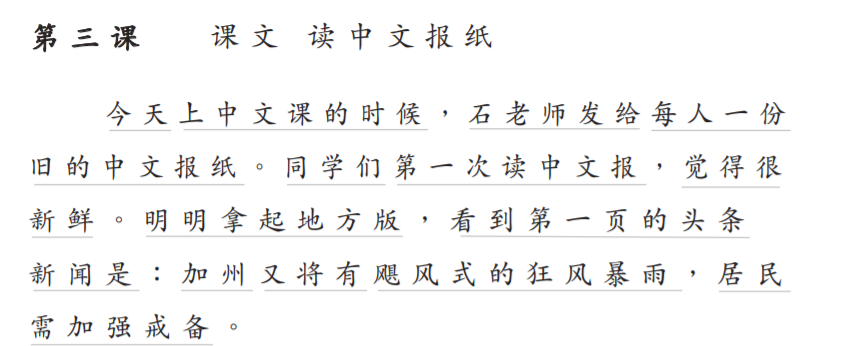 第三课 课文 读中文报纸
今天上中文课的时候，石老师发给每人一份
旧的中文报纸。同学们第一次读中文报，觉得很
新鲜。明明拿起地方版，看到第一页的头条
新闻是：加州又将有飓风式的狂风暴雨，居民
需加强戒备。